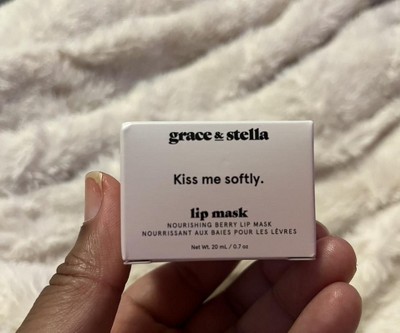 grace & stella
Kiss me softly.
lip mask
NOURISHING BERRY LIP MASK
NOURRISSANT AUX BAIES POUR LES LÈVRES
Net Wt. 20 mL / 0.7 oz